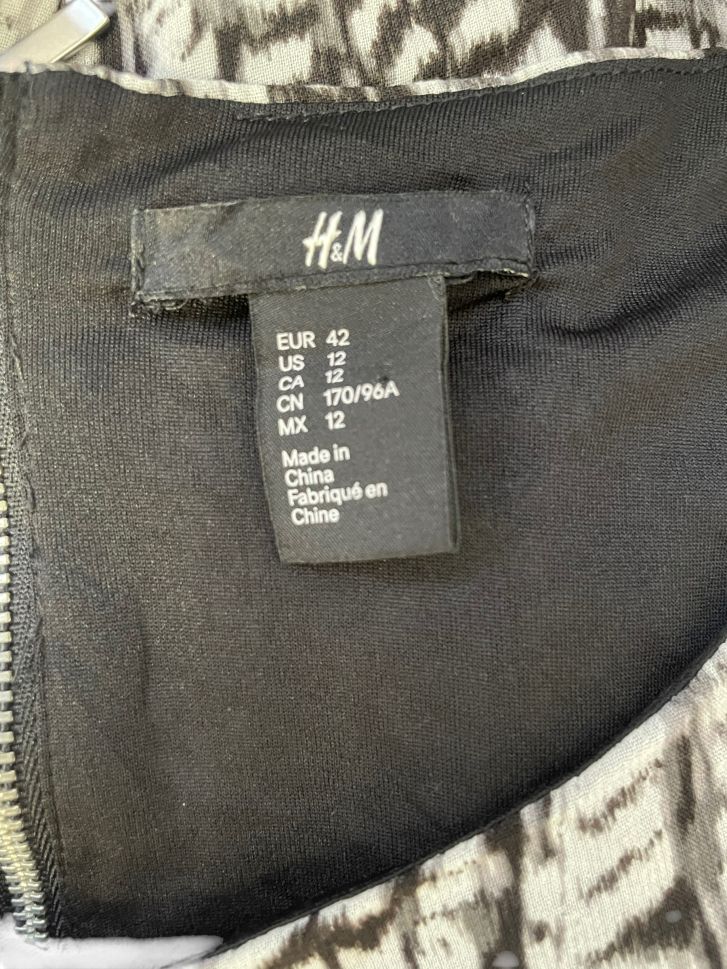 H&M
EUR 42
US 12
CA 12
CN 170/96A
MX 12
Made in
China
Fabriqué en
Chine